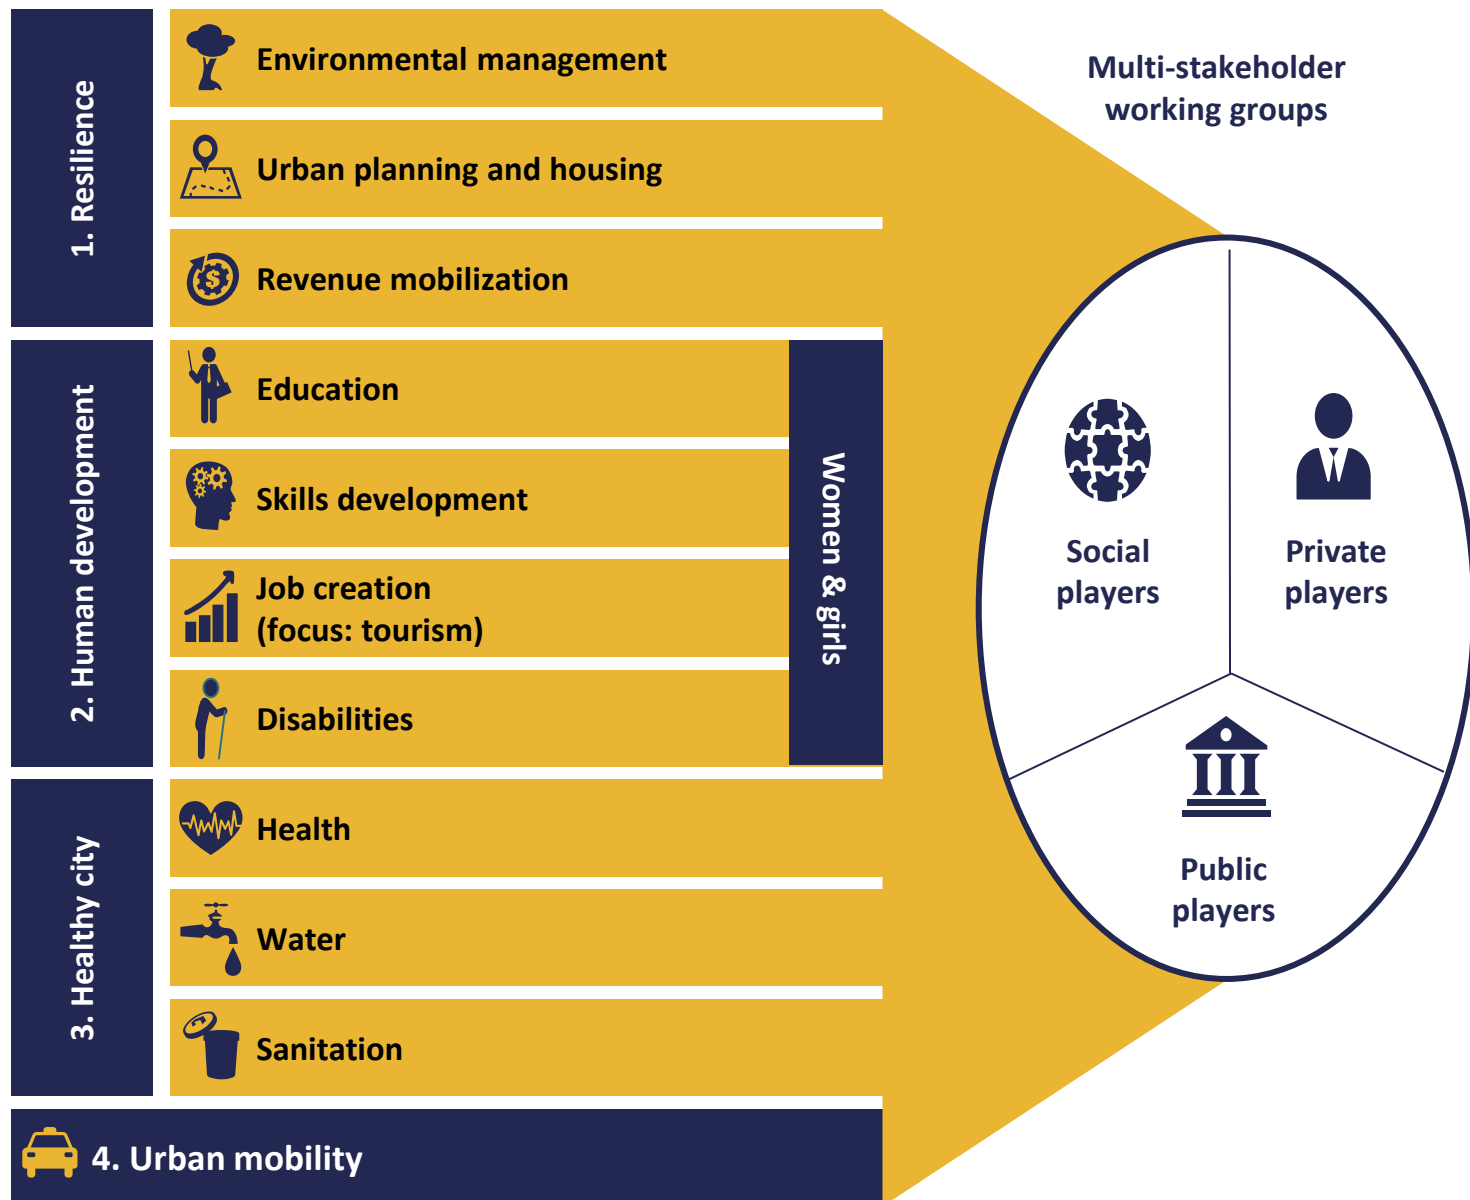 1. Resilience
Environmental management
Urban planning and housing
Revenue mobilization
2. Human development
Education
Skills development
Job creation
(focus: tourism)
Disabilities
Women & girls
3. Healthy city
Health
Water
Sanitation
4. Urban mobility
Multi-stakeholder
working groups
Social
players
Private
players
Public
players